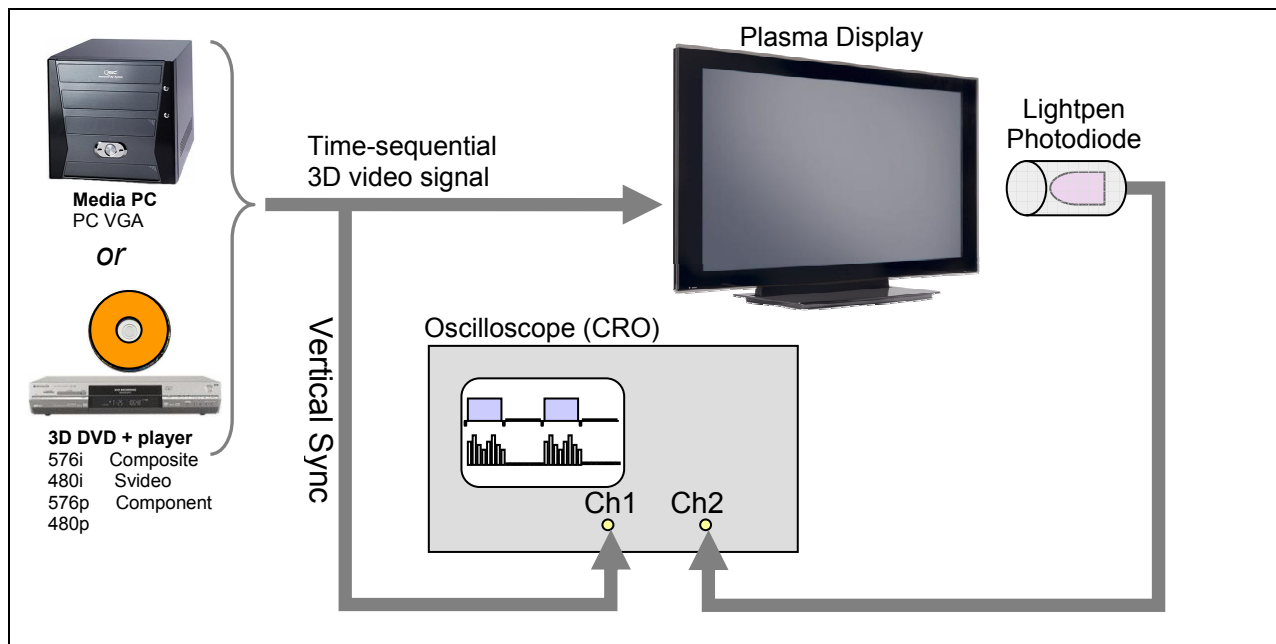 Plasma Display
Lightpen
Photodiode
Time-sequential
3D video signal
Media PC
PC VGA
or
Vertical Sync
Oscilloscope (CRO)
3D DVD + player
576i Composite
480i Svideo
576p Component
480p
Ch1 Ch2